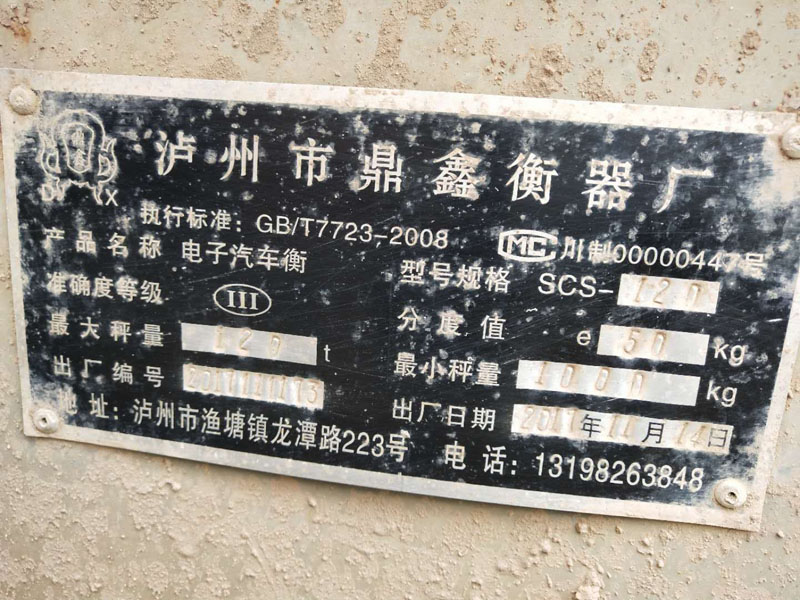 泸州市鼎鑫衡器厂
D X
执行标准：GB/T7723-2008 MC 川制00000447号
产品名称 电子汽车衡 型号规格 SCS-120
准确度等级 III 分度值 e 50 kg
最大秤量 120 t 最小秤量 1000 kg
出厂编号 出厂日期 2011年11月14日
地址：泸州市渔塘镇龙潭路223号 电话：13198263848